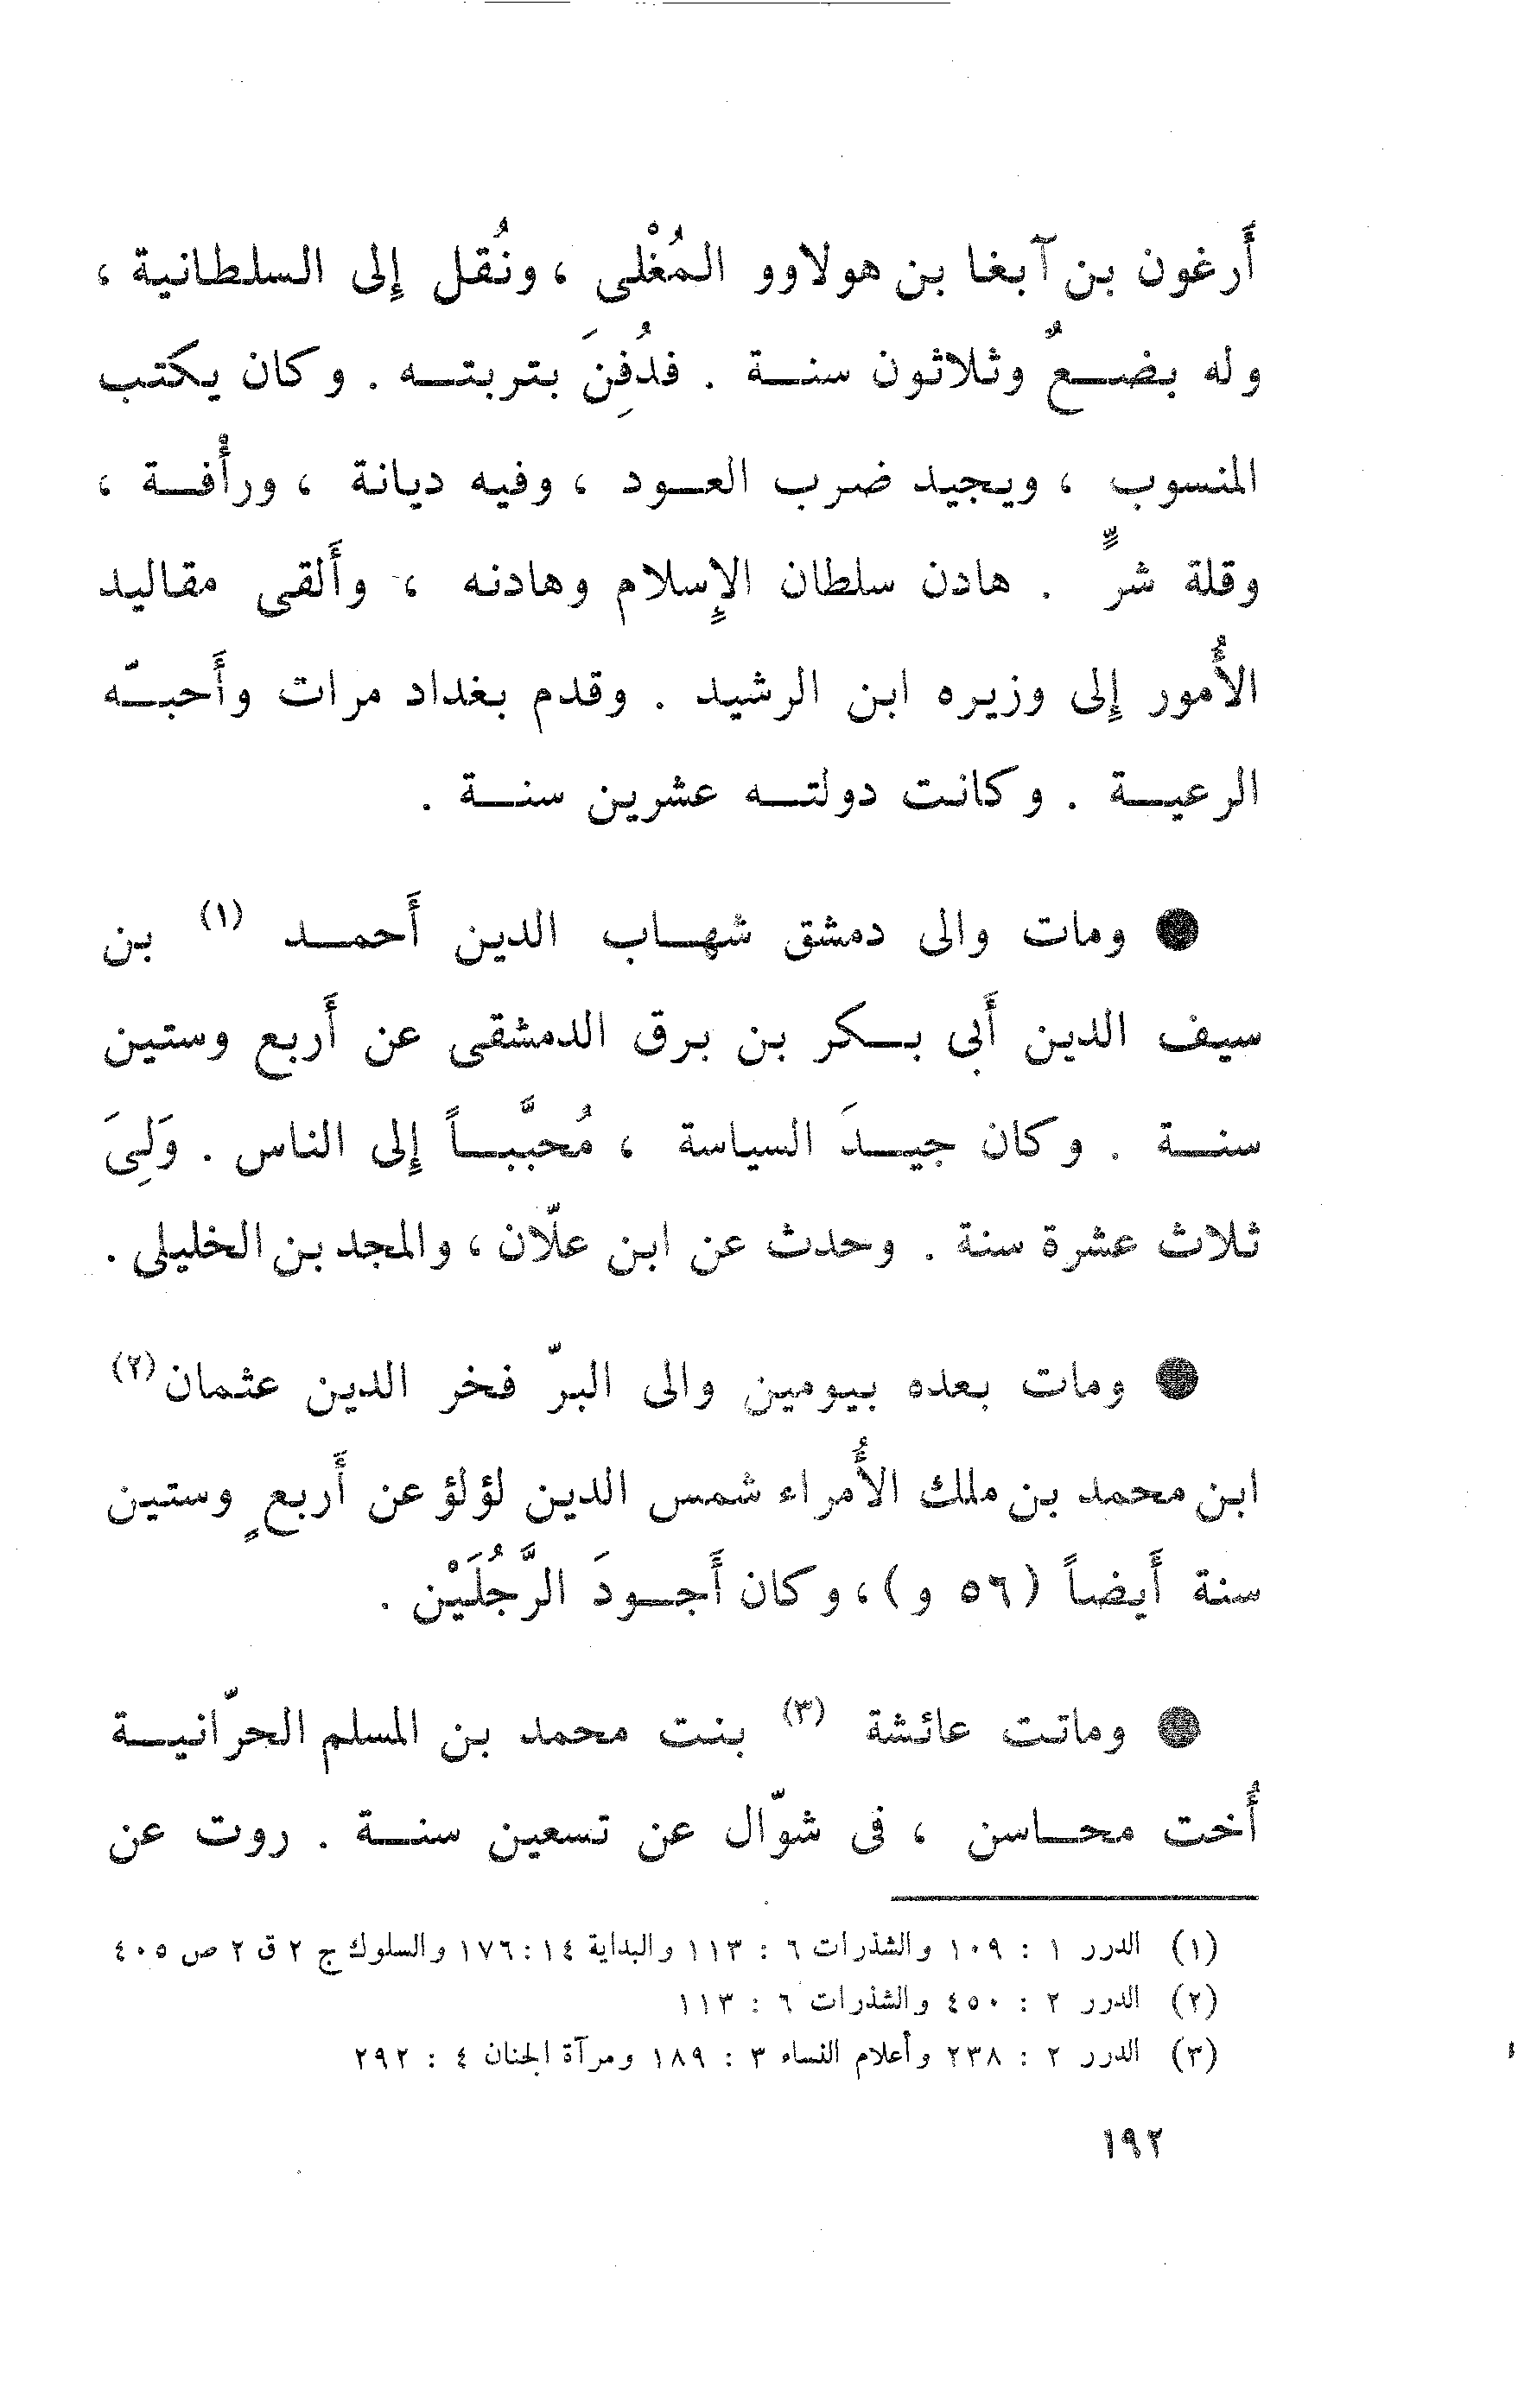 أَرغون بن آبغا بن هولاوو المُغْلى ، ونُقل إلى السلطانية ،
وله بضعٌ وثلاثون سنة . فدُفِنَ بتربته . وكان يكتب
المنسوب ، ويجيد ضرب العود ، وفيه ديانة ، ورأْفة ،
وقلة شرٍّ . هادن سلطان الإِسلام وهادنه ، وأَلقى مقاليد
الأُمور إلى وزيره ابن الرشيد . وقدم بغداد مرات وأَحبّه
الرعية . وكانت دولته عشرين سنة .
● ومات والى دمشق شهاب الدين أَحمد (١) بن
سيف الدين أَبى بكر بن برق الدمشقى عن أَربع وستين
سنة . وكان جيدَ السياسة ، مُحبَّباً إلى الناس . وَلِىَ
ثلاث عشرة سنة . وحدث عن ابن علّان ، والمجد بن الخليلى .
● ومات بعده بيومين والى البرّ فخر الدين عثمان (٢)
ابن محمد بن ملك الأُمراء شمس الدين لؤلؤ عن أَربعٍ وستين
سنة أَيضاً (٥٦ و) ، وكان أَجودَ الرَّجُلَيْن .
● وماتت عائشة (٣) بنت محمد بن المسلم الحرّانية
أُخت محاسن ، فى شوّال عن تسعين سنة . روت عن
(١) الدرر ١ : ١٠٩ والشذرات ٦ : ١١٣ والبداية ١٤ : ١٧٦ والسلوك ج ٢ ق ٢ ص ٤٠٥
(٢) الدرر ٢ : ٤٥٠ والشذرات ٦ : ١١٣
(٣) الدرر ٢ : ٢٣٨ وأعلام النساء ٣ : ١٨٩ ومرآة الجنان ٤ : ٢٩٢
١٩٢